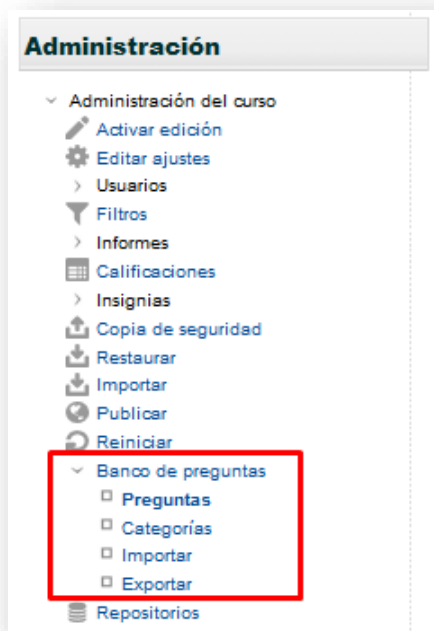 Administración
Administración del curso
Activar edición
Editar ajustes
Usuarios
Filtros
Informes
Calificaciones
Insignias
Copia de seguridad
Restaurar
Importar
Publicar
Reiniciar
Banco de preguntas
Preguntas
Categorías
Importar
Exportar
Repositorios